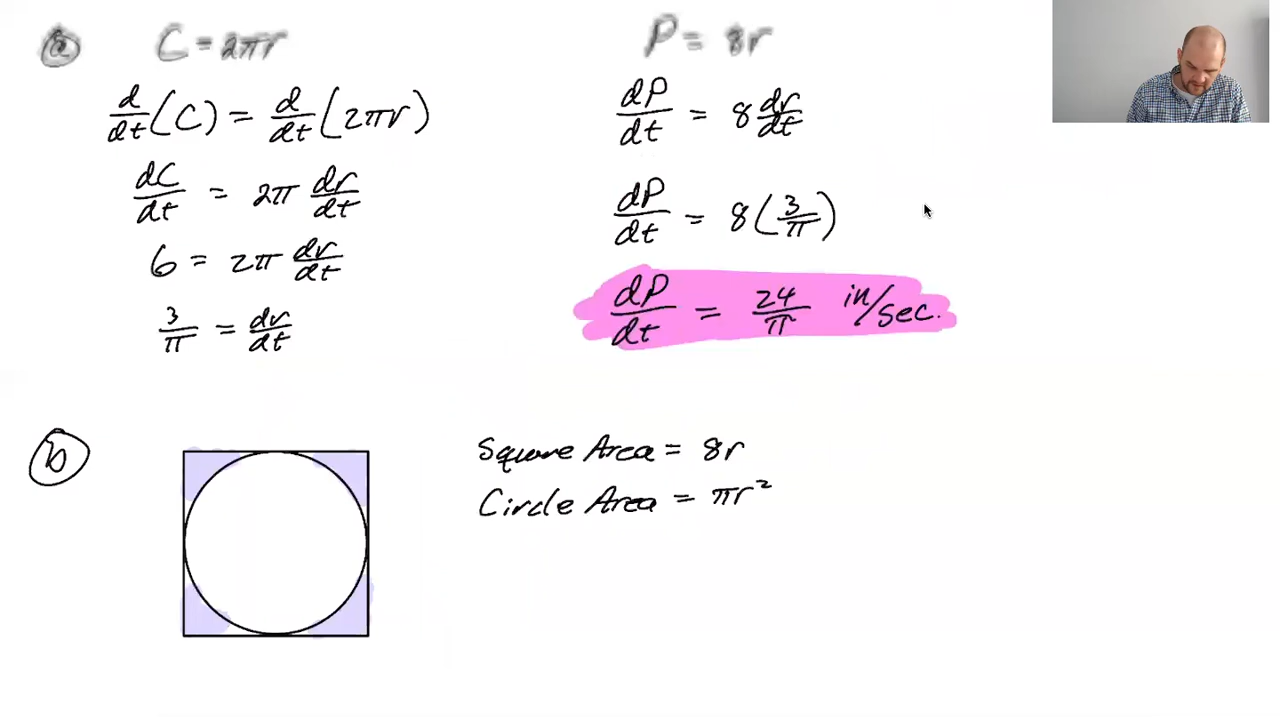 (a) C = 2πr
d/dt(C) = d/dt(2πr)
dC/dt = 2π dr/dt
6 = 2π dr/dt
3/π = dr/dt
P = 8r
dP/dt = 8 dr/dt
dP/dt = 8(3/π)
dP/dt = 24/π in/sec.
(b)
Square Area = 8r
Circle Area = πr²